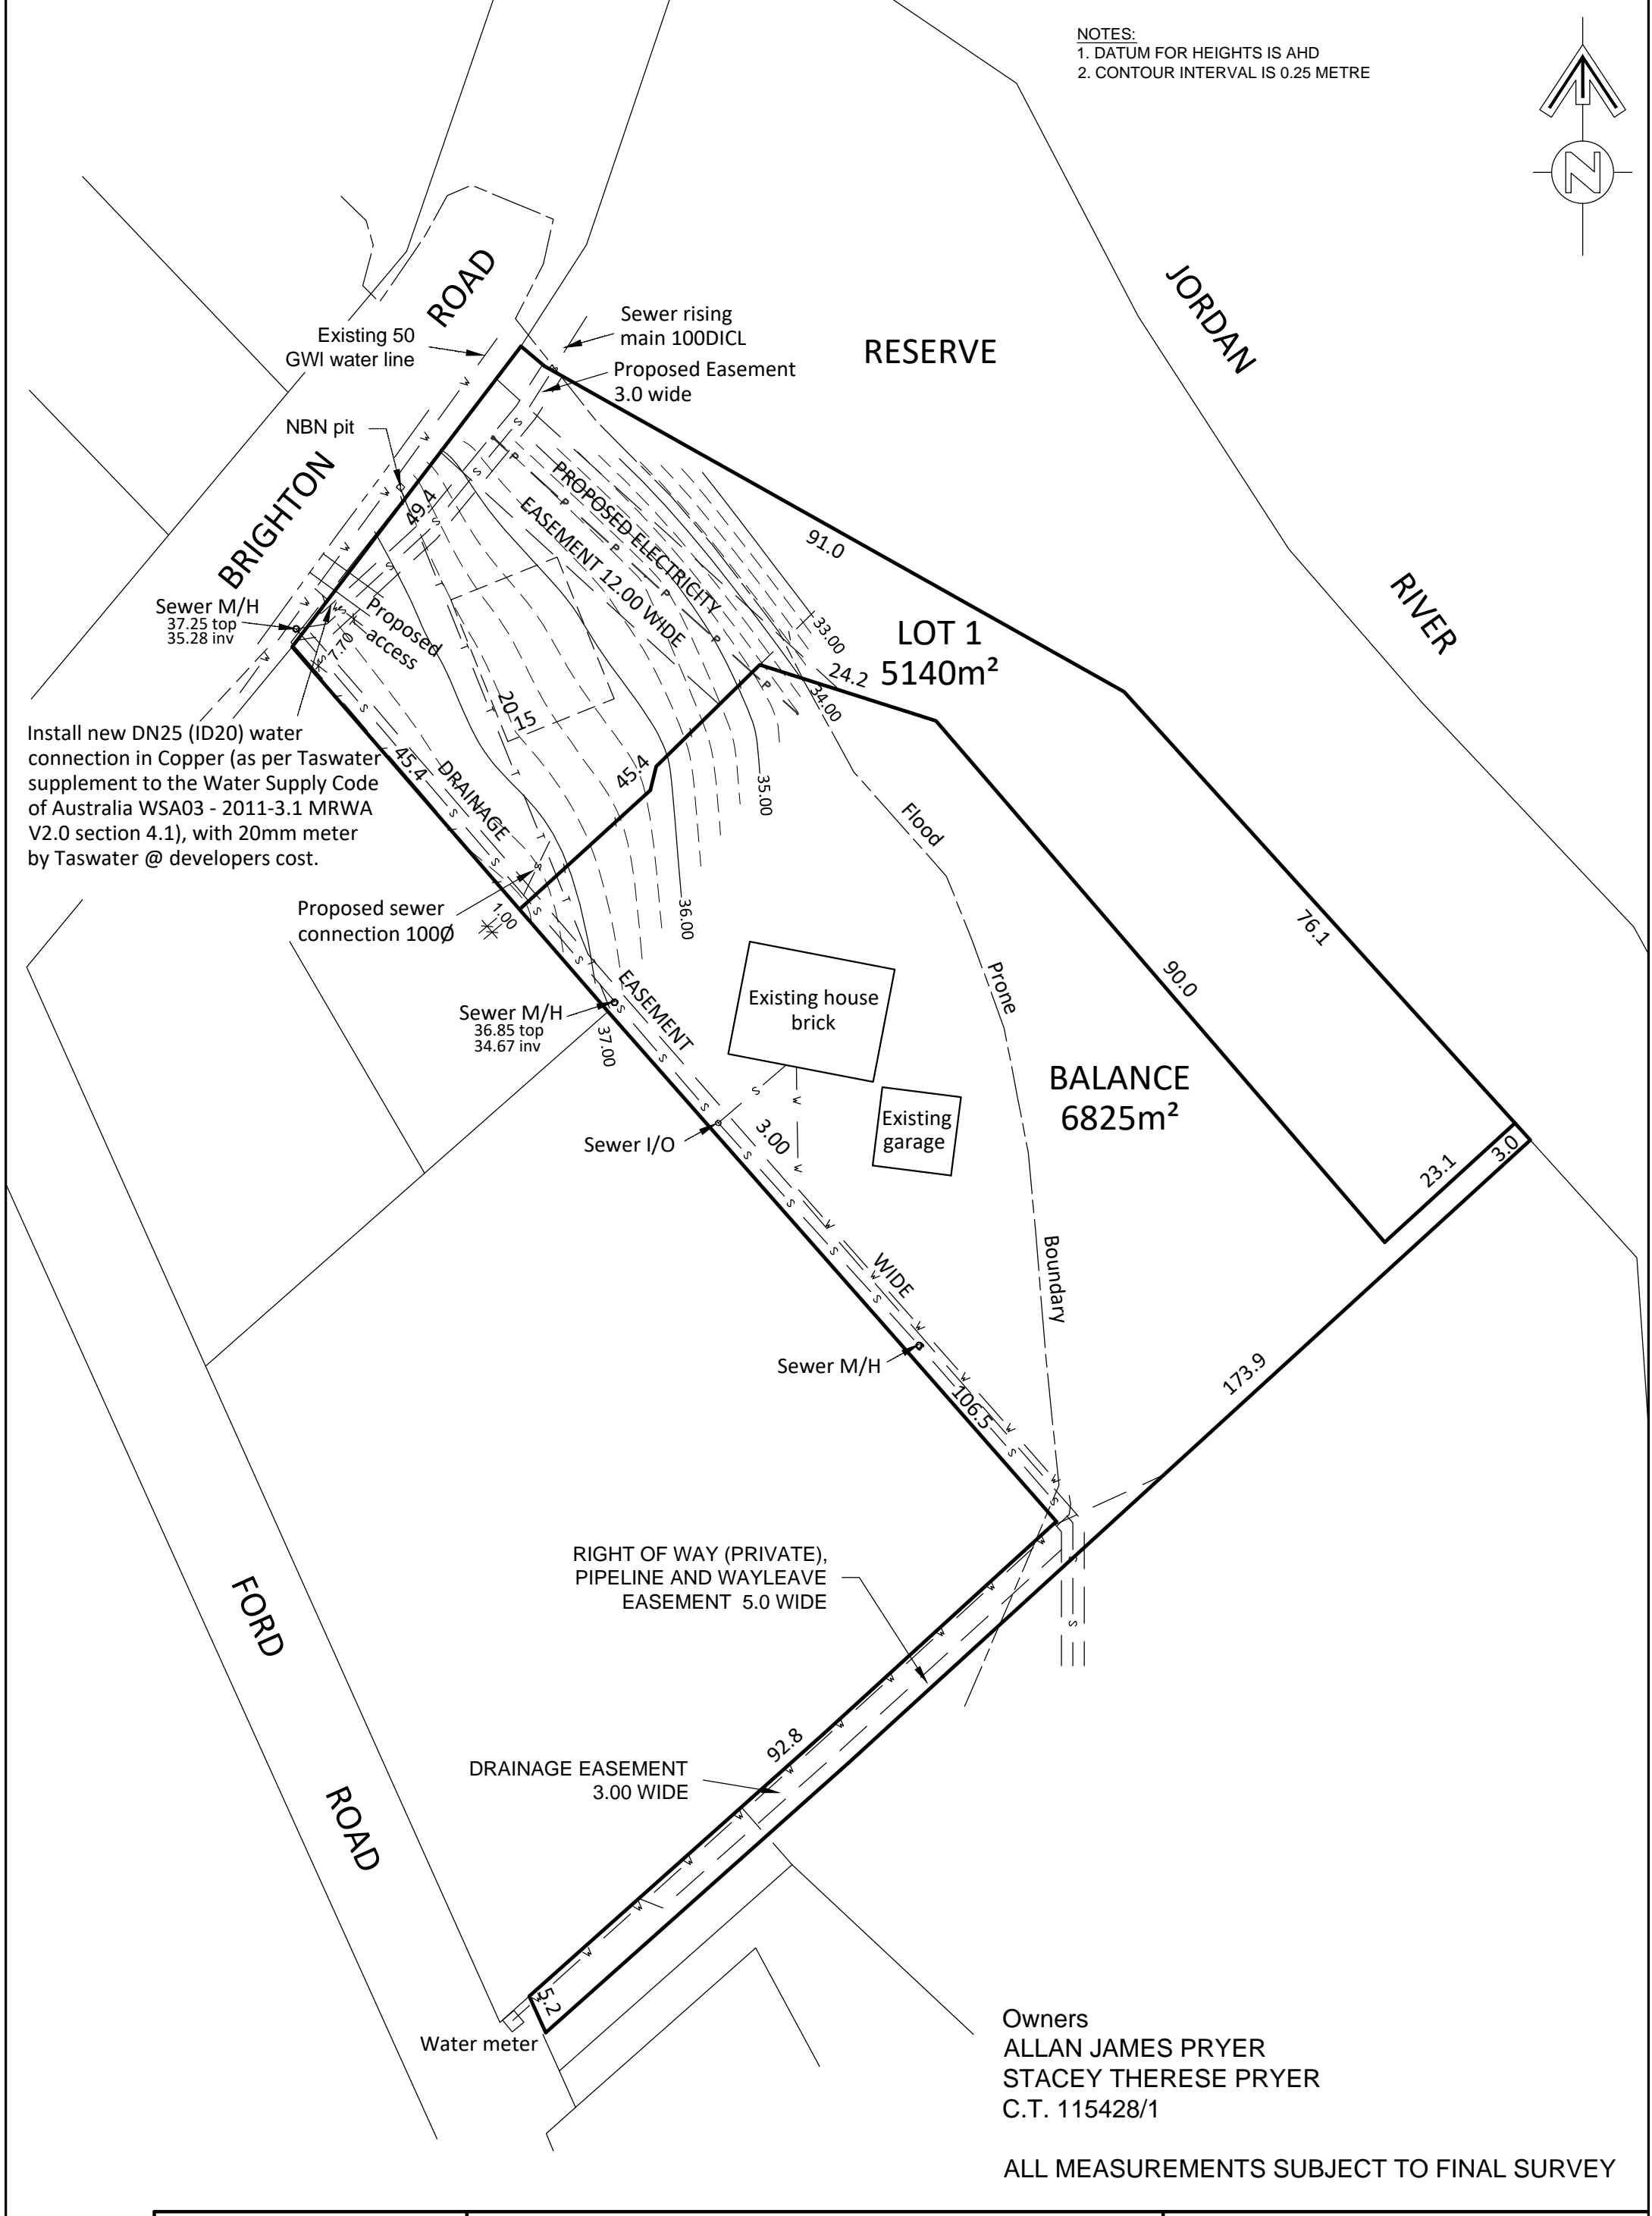 NOTES:
1. DATUM FOR HEIGHTS IS AHD
2. CONTOUR INTERVAL IS 0.25 METRE
N
JORDAN
RIVER
RESERVE
BRIGHTON
ROAD
Existing 50
GWI water line
Sewer rising
main 100DICL
Proposed Easement
3.0 wide
NBN pit
49.4
PROPOSED ELECTRICITY
EASEMENT 12.00 WIDE
91.0
Sewer M/H
37.25 top
35.28 inv
Proposed
access
7.70
33.00
LOT 1
5140m²
24.2
34.00
20
15
Install new DN25 (ID20) water
connection in Copper (as per Taswater
supplement to the Water Supply Code
of Australia WSA03 - 2011-3.1 MRWA
V2.0 section 4.1), with 20mm meter
by Taswater @ developers cost.
45.4
DRAINAGE
45.4
35.00
Flood
Proposed sewer
connection 100Ø
1.00
36.00
76.1
90.0
Prone
Existing house
brick
Sewer M/H
36.85 top
34.67 inv
EASEMENT
37.00
BALANCE
6825m²
Existing
garage
Sewer I/O
3.00
23.1
3.0
WIDE
Boundary
Sewer M/H
106.5
173.9
RIGHT OF WAY (PRIVATE),
PIPELINE AND WAYLEAVE
EASEMENT 5.0 WIDE
FORD
ROAD
92.8
DRAINAGE EASEMENT
3.00 WIDE
5.2
Water meter
Owners
ALLAN JAMES PRYER
STACEY THERESE PRYER
C.T. 115428/1
ALL MEASUREMENTS SUBJECT TO FINAL SURVEY